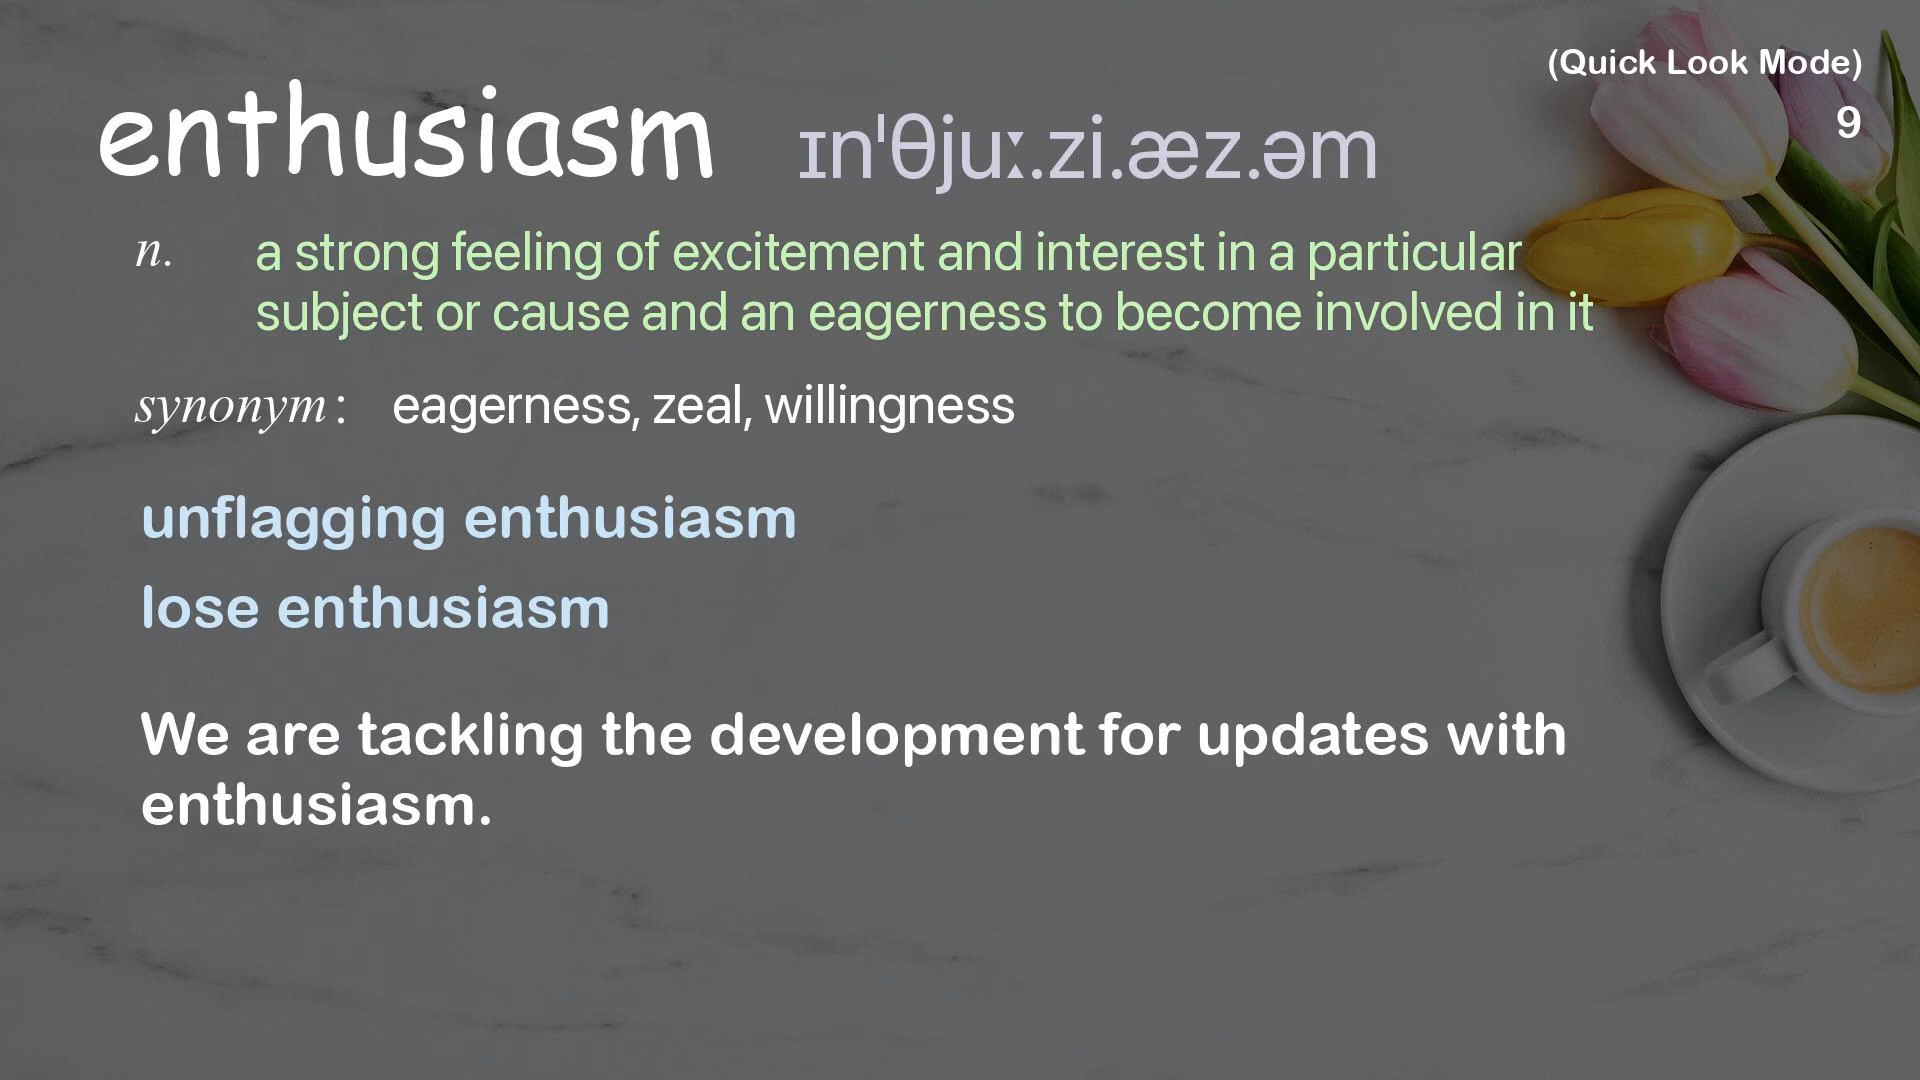 (Quick Look Mode)
9
enthusiasm ɪnˈθjuː.zi.æz.əm
n. a strong feeling of excitement and interest in a particular
subject or cause and an eagerness to become involved in it
synonym : eagerness, zeal, willingness
unflagging enthusiasm
lose enthusiasm
We are tackling the development for updates with
enthusiasm.